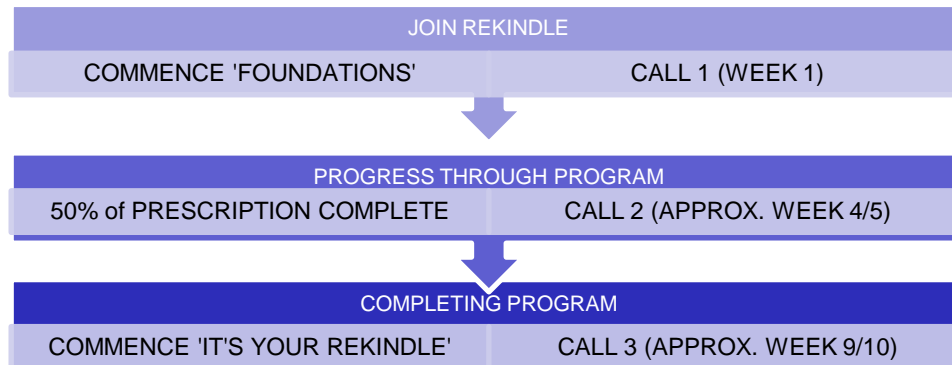 JOIN REKINDLE
COMMENCE 'FOUNDATIONS' CALL 1 (WEEK 1)
PROGRESS THROUGH PROGRAM
50% of PRESCRIPTION COMPLETE CALL 2 (APPROX. WEEK 4/5)
COMPLETING PROGRAM
COMMENCE 'IT'S YOUR REKINDLE' CALL 3 (APPROX. WEEK 9/10)